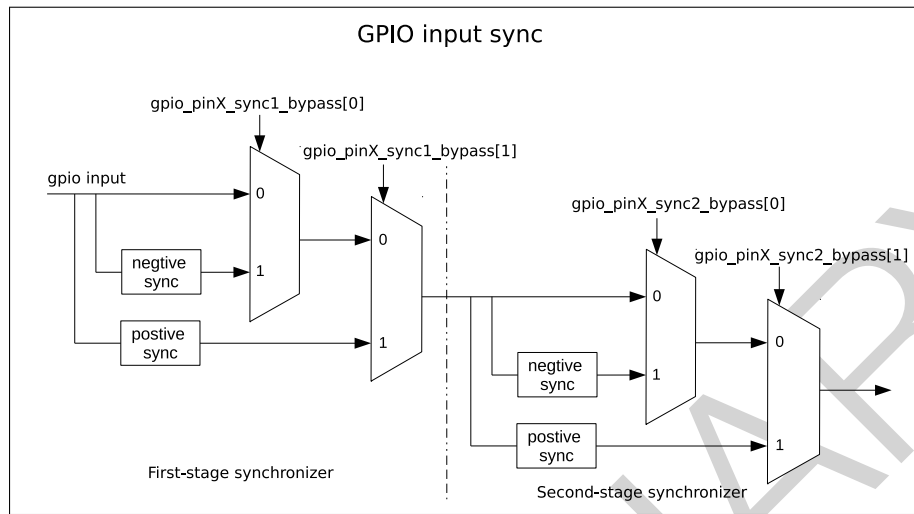 GPIO input sync
gpio_pinX_sync1_bypass[0]
gpio_pinX_sync1_bypass[1]
gpio input
0
1
negtive
sync
0
1
postive
sync
gpio_pinX_sync2_bypass[0]
gpio_pinX_sync2_bypass[1]
0
1
negtive
sync
0
1
postive
sync
First-stage synchronizer
Second-stage synchronizer